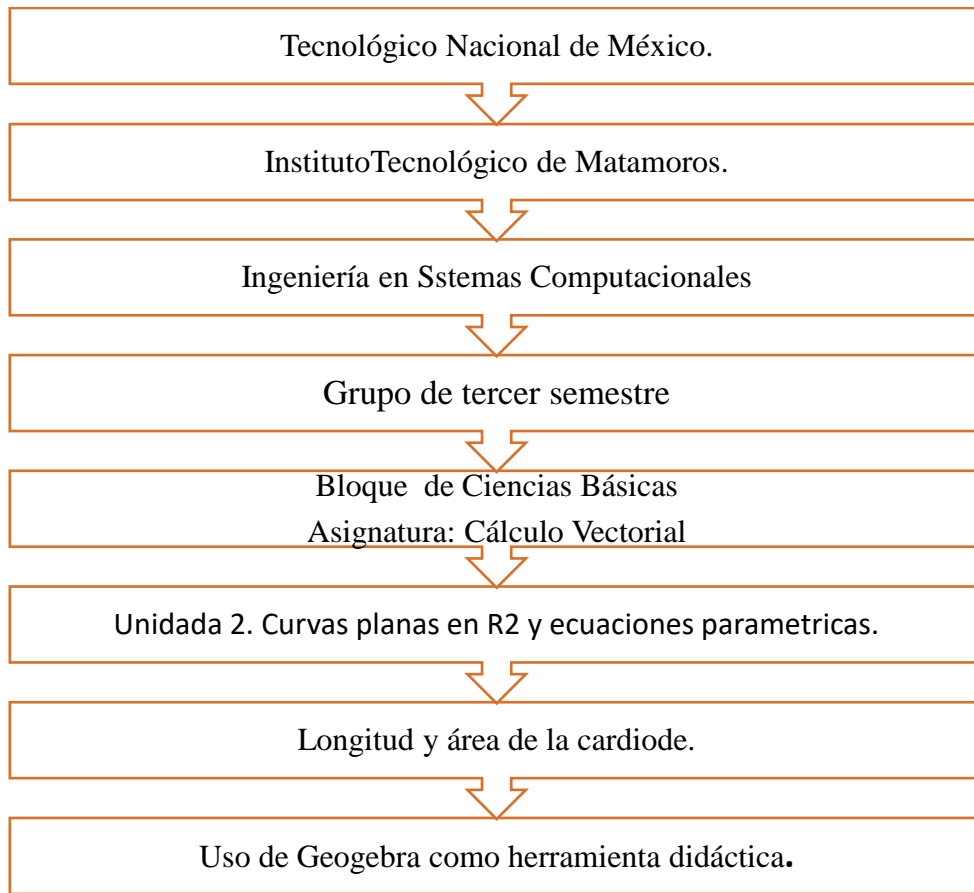 Tecnológico Nacional de México.
InstitutoTecnológico de Matamoros.
Ingeniería en Sstemas Computacionales
Grupo de tercer semestre
Bloque de Ciencias Básicas
Asignatura: Cálculo Vectorial
Unidada 2. Curvas planas en R2 y ecuaciones parametricas.
Longitud y área de la cardiode.
Uso de Geogebra como herramienta didáctica.